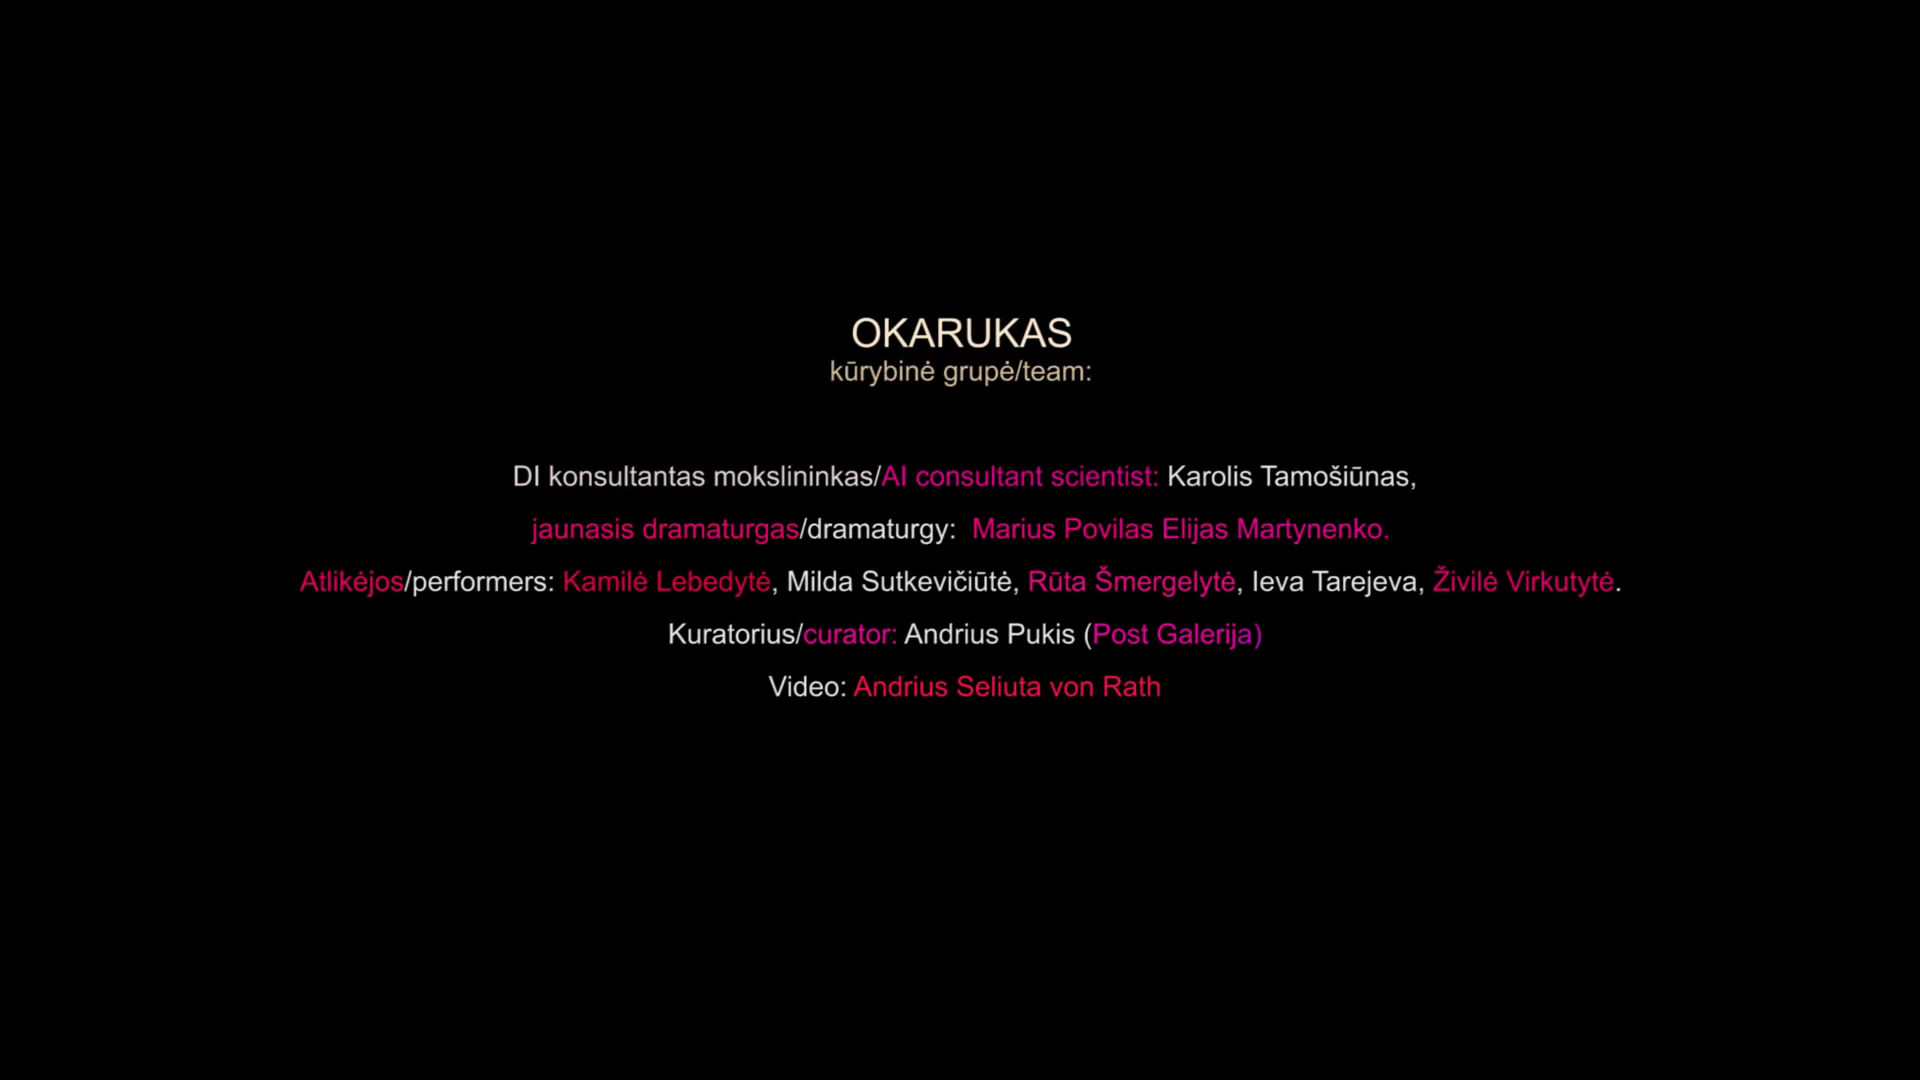 OKARUKAS
kūrybinė grupė/team:
DI konsultantas mokslininkas/AI consultant scientist: Karolis Tamošiūnas,
jaunasis dramaturgas/dramaturgy: Marius Povilas Elijas Martynenko.
Atlikėjos/performers: Kamilė Lebedytė, Milda Sutkevičiūtė, Rūta Šmergelytė, Ieva Tarejeva, Živilė Virkutytė.
Kuratorius/curator: Andrius Pukis (Post Galerija)
Video: Andrius Seliuta von Rath